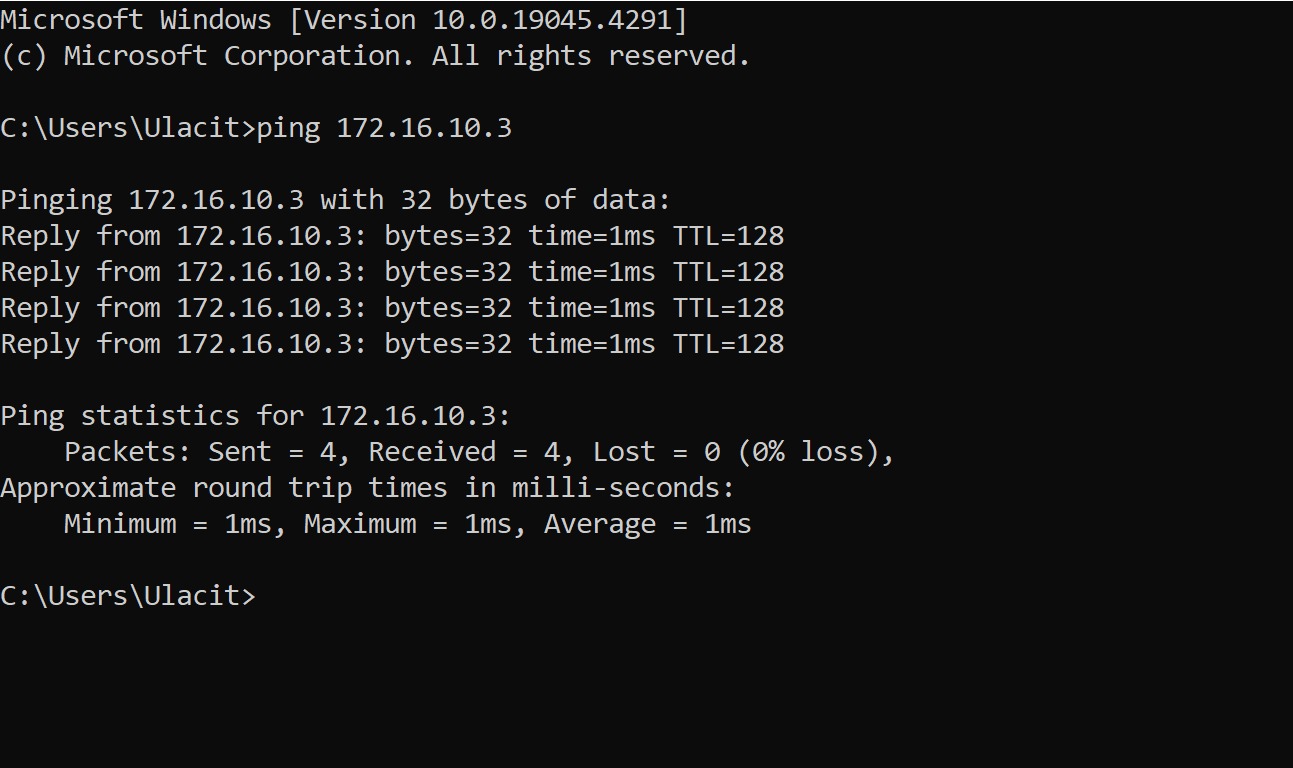 Microsoft Windows [Version 10.0.19045.4291]
(c) Microsoft Corporation. All rights reserved.
C:\Users\Ulacit>ping 172.16.10.3
Pinging 172.16.10.3 with 32 bytes of data:
Reply from 172.16.10.3: bytes=32 time=1ms TTL=128
Reply from 172.16.10.3: bytes=32 time=1ms TTL=128
Reply from 172.16.10.3: bytes=32 time=1ms TTL=128
Reply from 172.16.10.3: bytes=32 time=1ms TTL=128
Ping statistics for 172.16.10.3:
    Packets: Sent = 4, Received = 4, Lost = 0 (0% loss),
Approximate round trip times in milli-seconds:
    Minimum = 1ms, Maximum = 1ms, Average = 1ms
C:\Users\Ulacit>